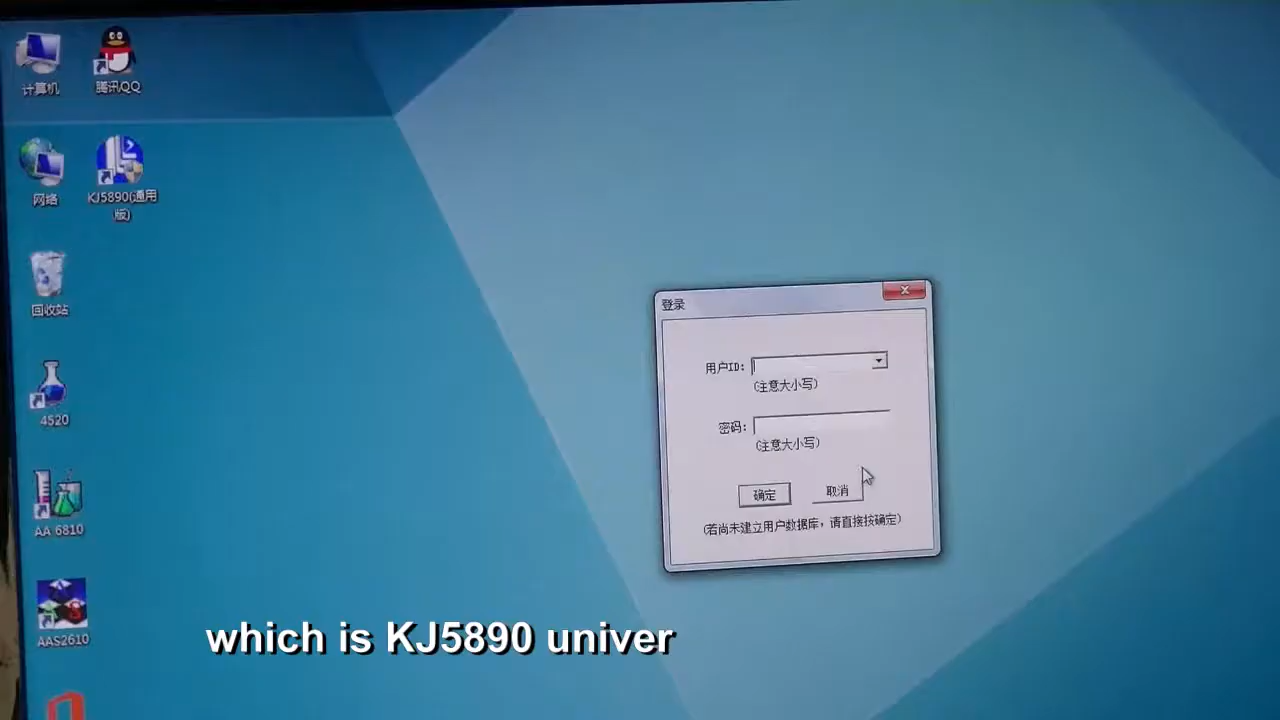 计算机
腾讯QQ
网络
KJ5890(通用
版)
回收站
4520
AA 6810
AAS2610
登录
用户ID:
(注意大小写)
密码:
(注意大小写)
确定
取消
(若尚未建立用户数据库，请直接按确定)
which is KJ5890 univer